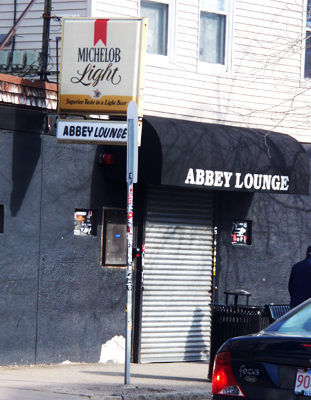 MICHELOB
Light
Superior Taste in a Light Beer
ABBEY LOUNGE
ABBEY LOUNGE
focus
90